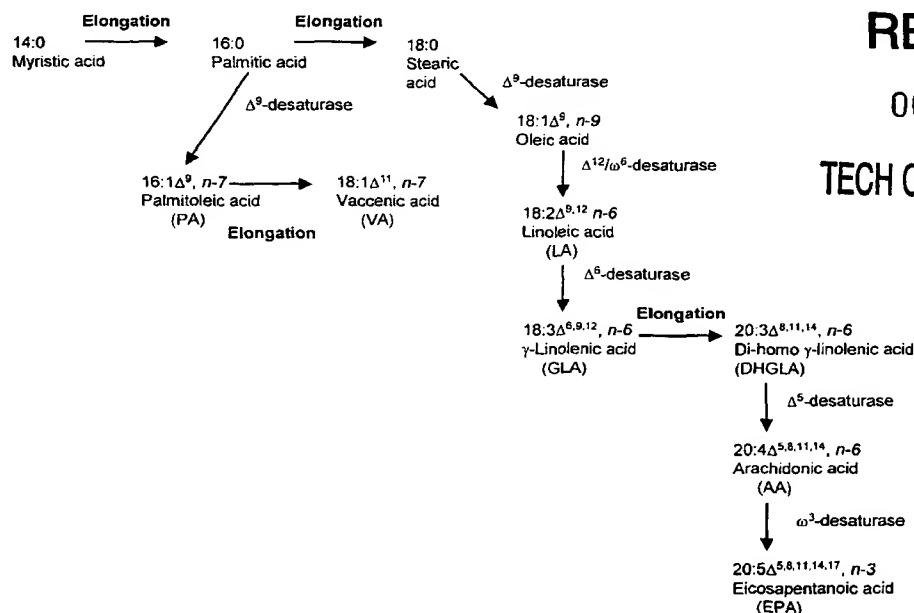 Elongation
Elongation
14:0
Myristic acid
16:0
Palmitic acid
18:0
Stearic
acid
Δ⁹-desaturase
Δ⁹-desaturase
18:1Δ⁹, n-9
Oleic acid
Δ¹²/ω⁶-desaturase
16:1Δ⁹, n-7
Palmitoleic acid
(PA)
18:1Δ¹¹, n-7
Vaccenic acid
(VA)
Elongation
18:2Δ⁹,¹² n-6
Linoleic acid
(LA)
Δ⁶-desaturase
Elongation
18:3Δ⁶,⁹,¹², n-6
γ-Linolenic acid
(GLA)
20:3Δ⁸,¹¹,¹⁴, n-6
Di-homo γ-linolenic acid
(DHGLA)
Δ⁵-desaturase
20:4Δ⁵,⁸,¹¹,¹⁴, n-6
Arachidonic acid
(AA)
ω³-desaturase
20:5Δ⁵,⁸,¹¹,¹⁴,¹⁷, n-3
Eicosapentanoic acid
(EPA)
TECH